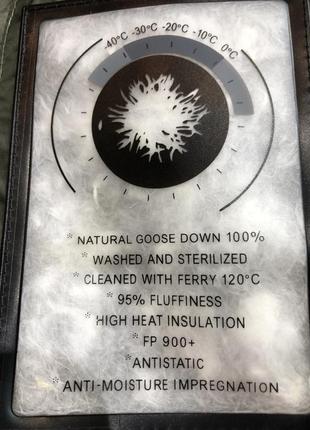 -40°C -30°C -20°C -10°C 0°C
* NATURAL GOOSE DOWN 100%
* WASHED AND STERILIZED
* CLEANED WITH FERRY 120°C
* 95% FLUFFINESS
* HIGH HEAT INSULATION
* FP 900+
* ANTISTATIC
* ANTI-MOISTURE IMPREGNATION